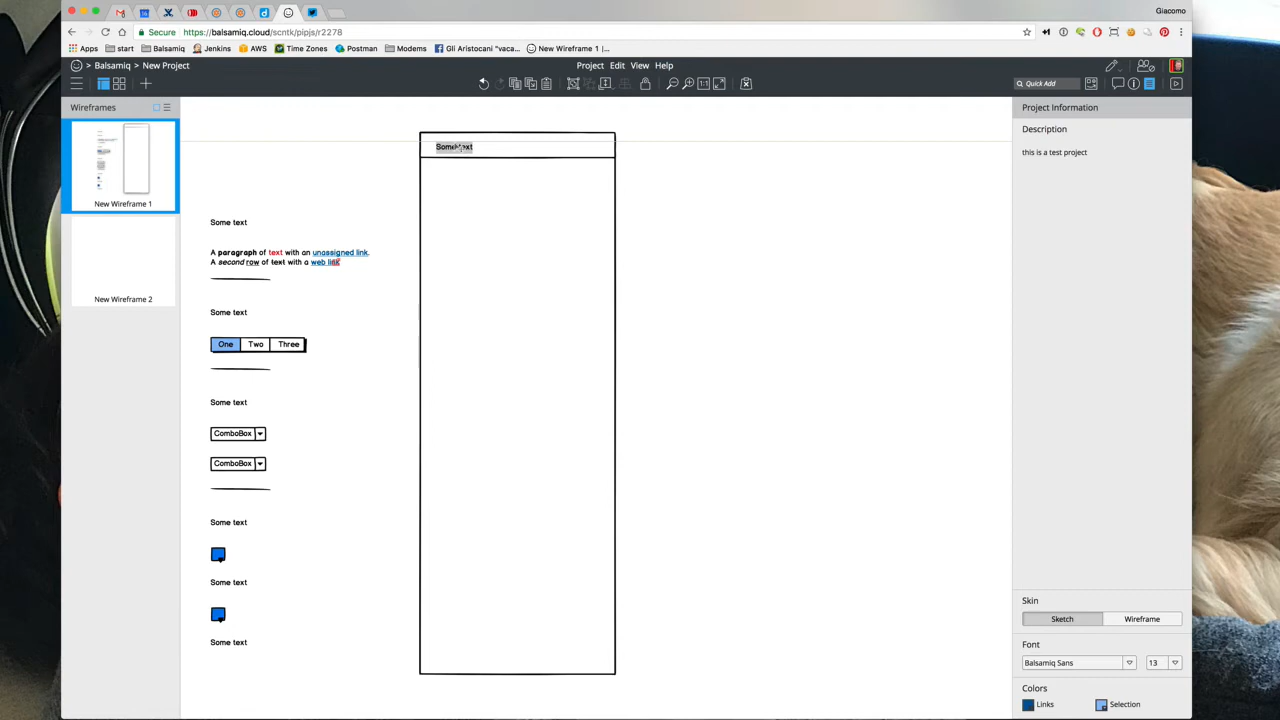 Giacomo
Secure https://balsamiq.cloud/scntk/pipjs/r2278
Apps start Balsamiq Jenkins AWS Time Zones Postman Modems Gli Aristocani "vaca... New Wireframe 1 |...
Balsamiq > New Project
Project Edit View Help
1:1
Quick Add
Wireframes
New Wireframe 1
New Wireframe 2
Some text
Some text
A paragraph of text with an unassigned link.
A second row of text with a web link
Some text
One Two Three
Some text
ComboBox
ComboBox
Some text
Some text
Some text
Project Information
Description
this is a test project
Skin
Sketch Wireframe
Font
Balsamiq Sans 13
Colors
Links Selection